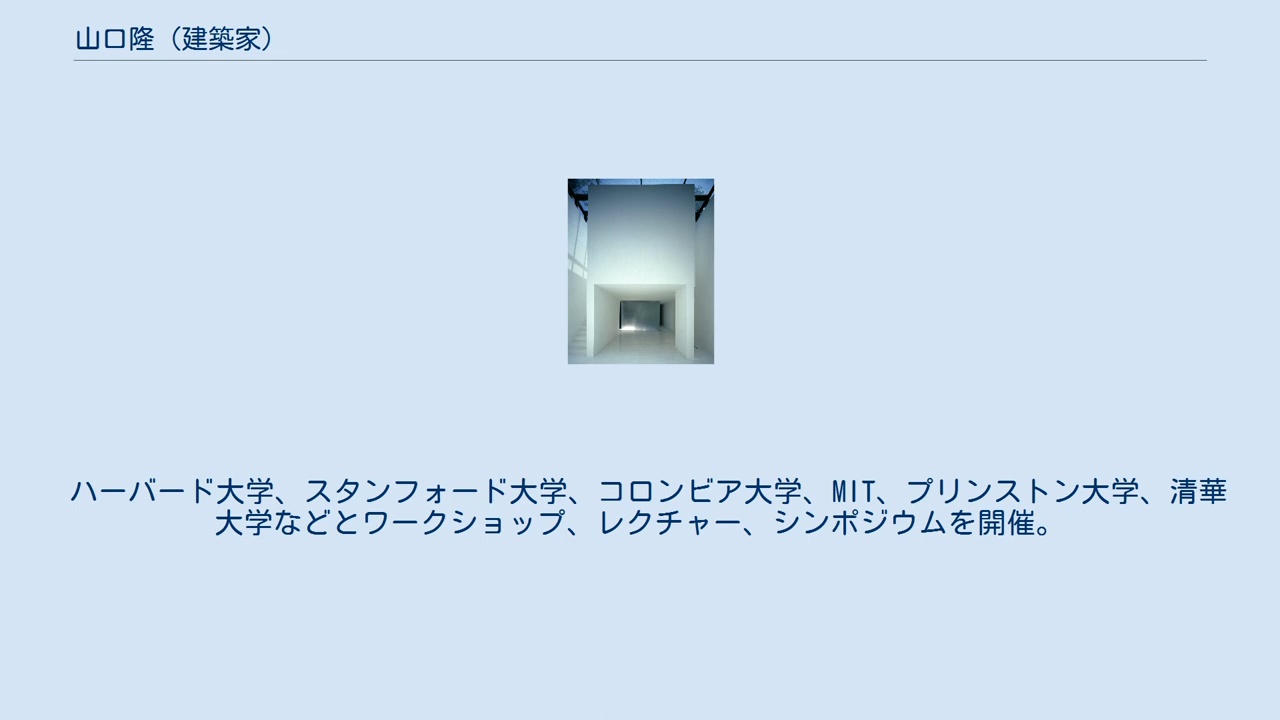 山口隆（建築家）
ハーバード大学、スタンフォード大学、コロンビア大学、MIT、プリンストン大学、清華
大学などとワークショップ、レクチャー、シンポジウムを開催。